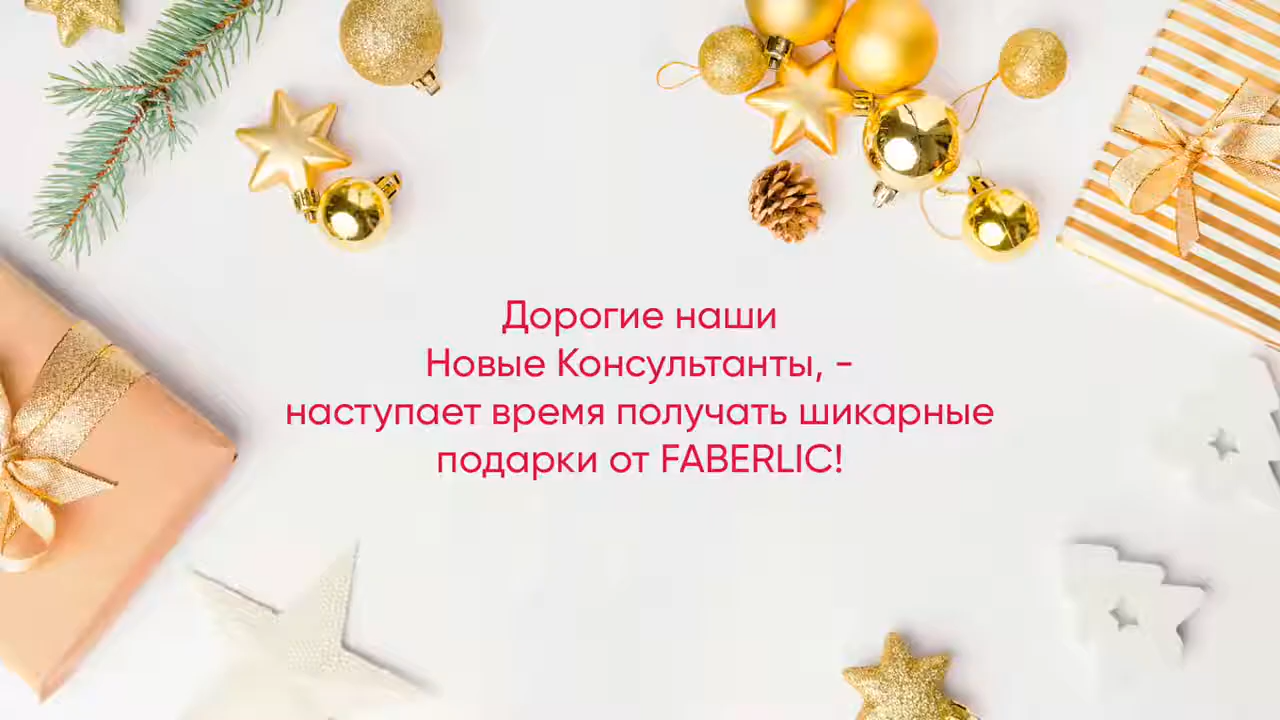 Дорогие наши
Новые Консультанты, -
наступает время получать шикарные
подарки от FABERLIC!